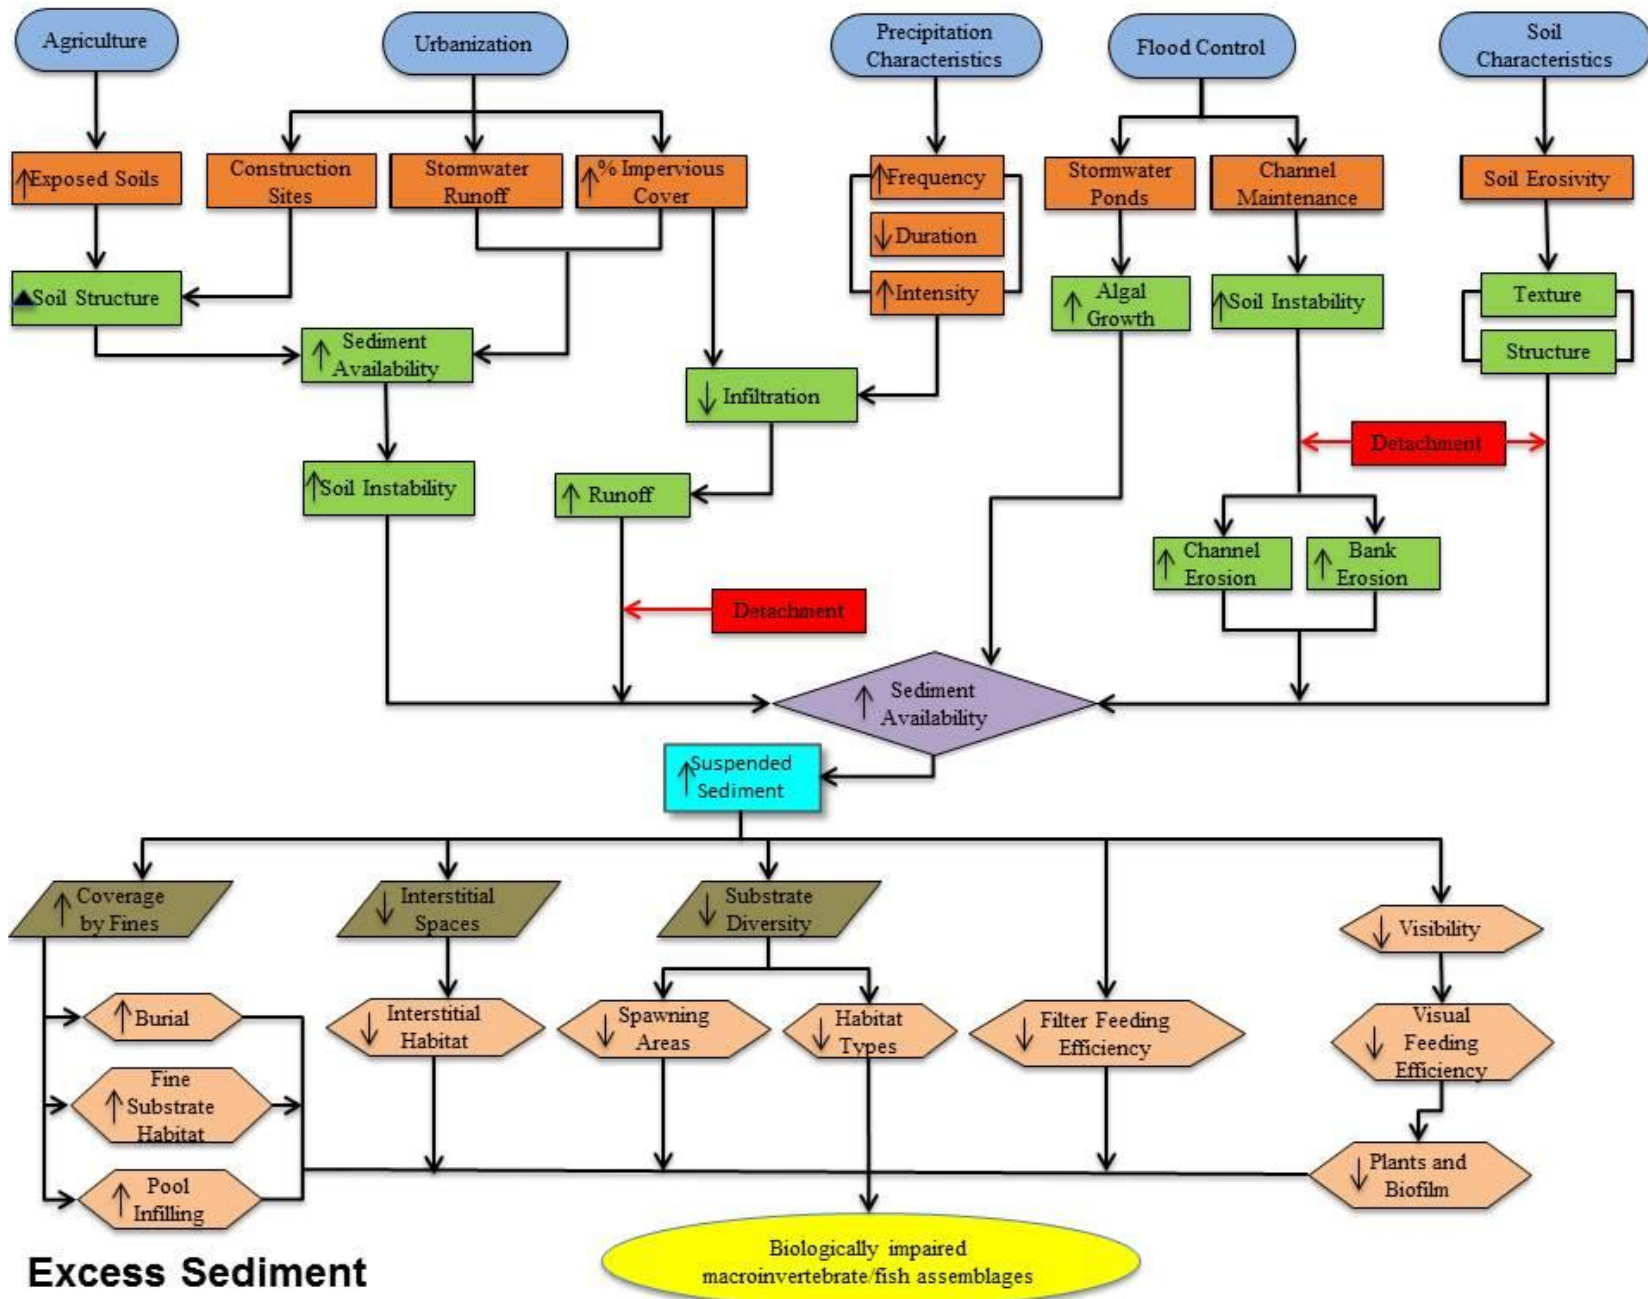 Agriculture
Urbanization
Precipitation
Characteristics
Flood Control
Soil
Characteristics
↑Exposed Soils
Construction
Sites
Stormwater
Runoff
↑% Impervious
Cover
↑Frequency
↓Duration
↑Intensity
Stormwater
Ponds
Channel
Maintenance
Soil Erosivity
▲Soil Structure
↑Sediment
Availability
↓Infiltration
↑Algal
Growth
↑Soil Instability
Texture
Structure
Detachment
↑Soil Instability
↑Runoff
↑Channel
Erosion
↑Bank
Erosion
Detachment
↑Sediment
Availability
↑Suspended
Sediment
↑Coverage
by Fines
↓Interstitial
Spaces
↓Substrate
Diversity
↓Visibility
↑Burial
↓Interstitial
Habitat
↓Spawning
Areas
↓Habitat
Types
↓Filter Feeding
Efficiency
↓Visual
Feeding
Efficiency
↑Fine
Substrate
Habitat
↑Pool
Infilling
↓Plants and
Biofilm
Biologically impaired
macroinvertebrate/fish assemblages
Excess Sediment